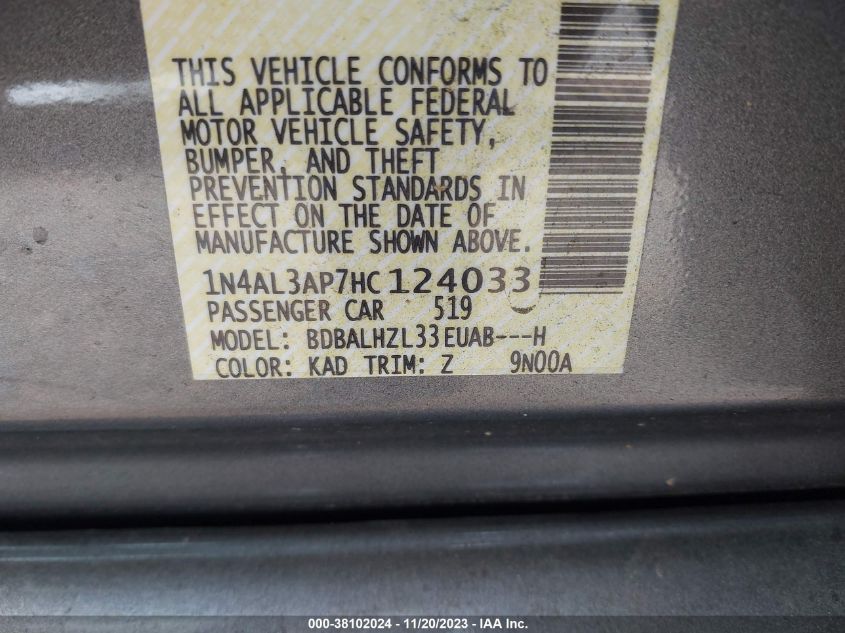 THIS VEHICLE CONFORMS TO
ALL APPLICABLE FEDERAL
MOTOR VEHICLE SAFETY,
BUMPER, AND THEFT
PREVENTION STANDARDS IN
EFFECT ON THE DATE OF
MANUFACTURE SHOWN ABOVE.
1N4AL3AP7HC124033
PASSENGER CAR 519
MODEL: BDBALHZL33EUAB---H
COLOR: KAD TRIM: Z 9N00A
000-38102024 - 11/20/2023 - IAA Inc.